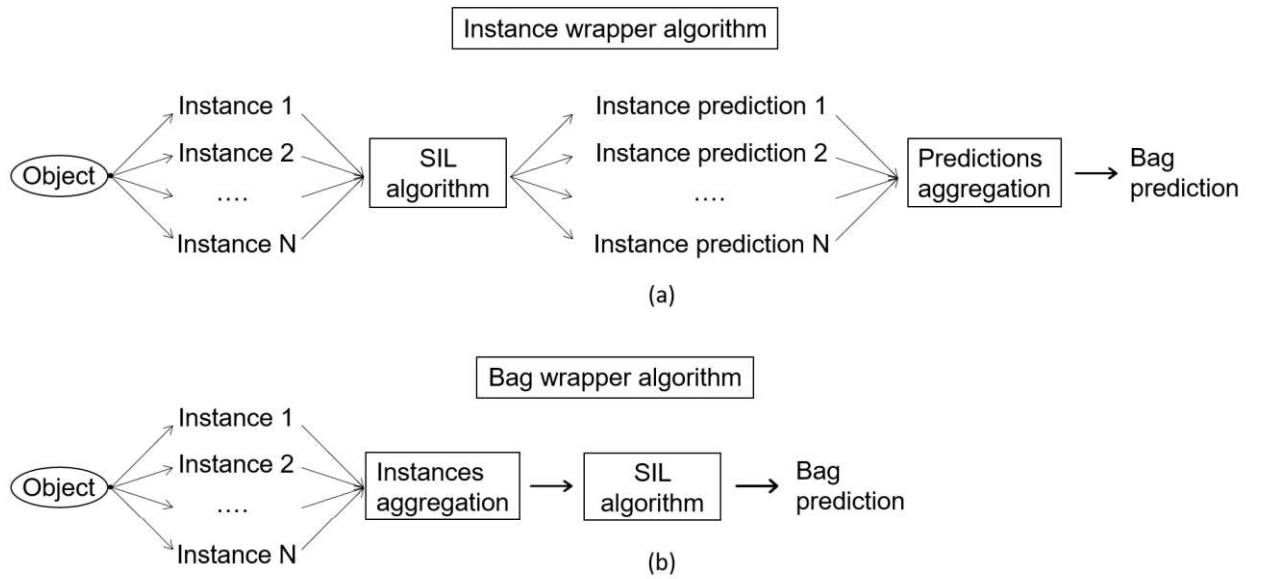 Instance wrapper algorithm
Instance 1
Instance prediction 1
Object
Instance 2
SIL
algorithm
Instance prediction 2
Predictions
aggregation
Bag
prediction
....
....
Instance N
Instance prediction N
(a)
Bag wrapper algorithm
Instance 1
Object
Instance 2
Instances
aggregation
SIL
algorithm
Bag
prediction
....
Instance N
(b)